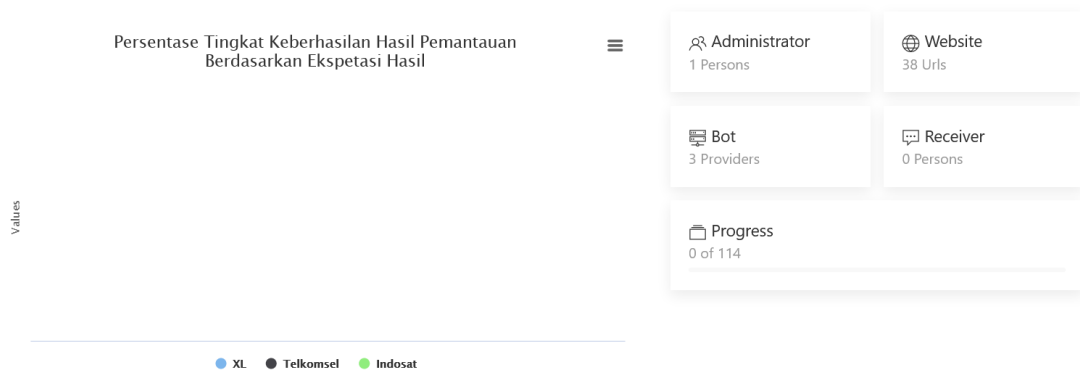 Persentase Tingkat Keberhasilan Hasil Pemantauan
Berdasarkan Ekspetasi Hasil
Values
XL Telkomsel Indosat
Administrator
1 Persons
Website
38 Urls
Bot
3 Providers
Receiver
0 Persons
Progress
0 of 114